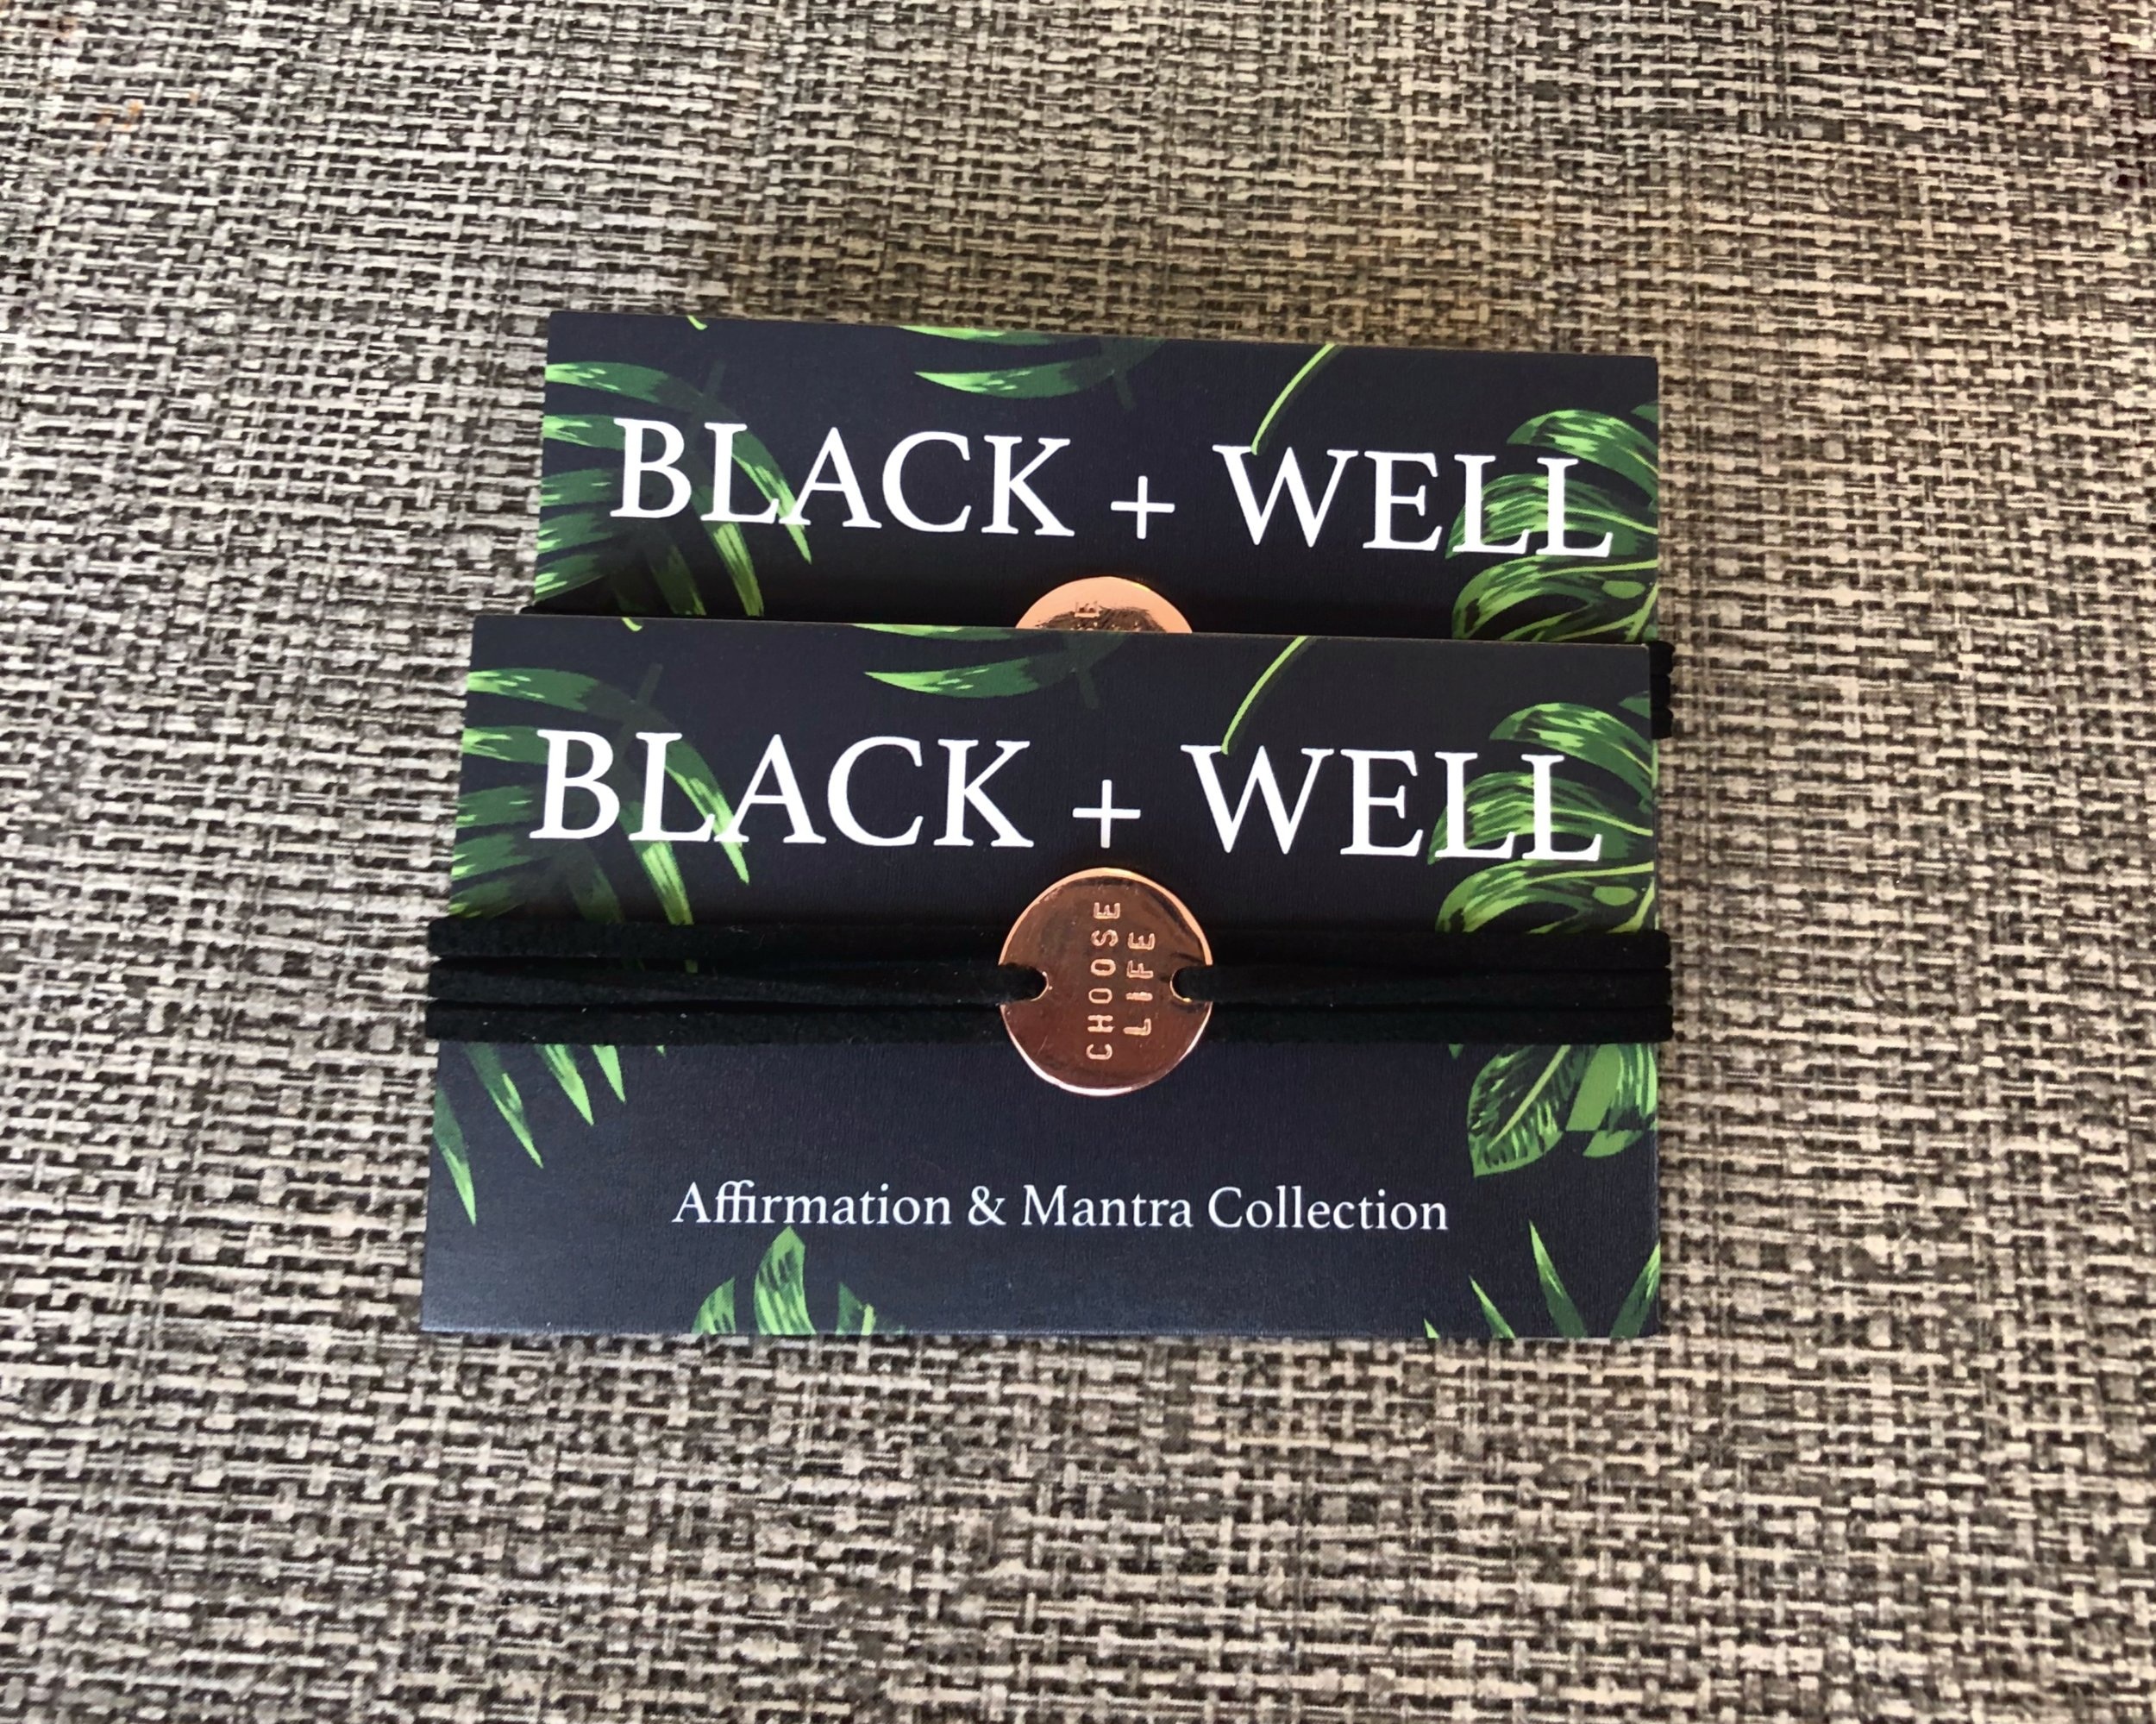 BLACK + WELL
E
BLACK + WELL
CHOOSE
LIFE
Affirmation & Mantra Collection